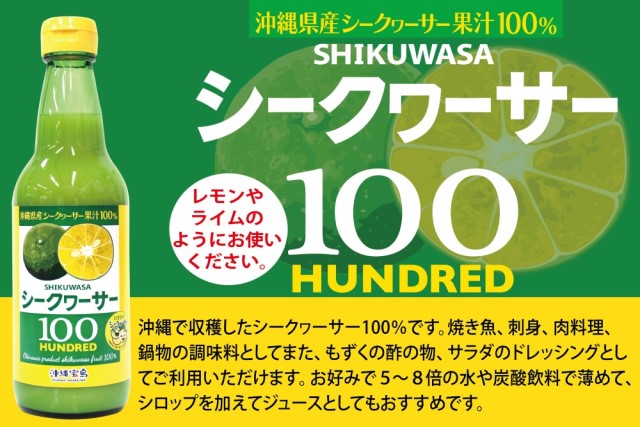 沖縄県産シークヮーサー果汁100%
SHIKUWASA
シークヮーサー
100
HUNDRED
レモンや
ライムの
ようにお使い
ください。
沖縄県産シークヮーサー果汁100%
SHIKUWASA
シークヮーサー
100
HUNDRED
Okinawa product shikuwasa fruit 100%
沖縄宝島
沖縄で収穫したシークヮーサー100%です。焼き魚、刺身、肉料理、
鍋物の調味料としてまた、もずくの酢の物、サラダのドレッシングとし
てご利用いただけます。お好みで５〜８倍の水や炭酸飲料で薄めて、
シロップを加えてジュースとしてもおすすめです。